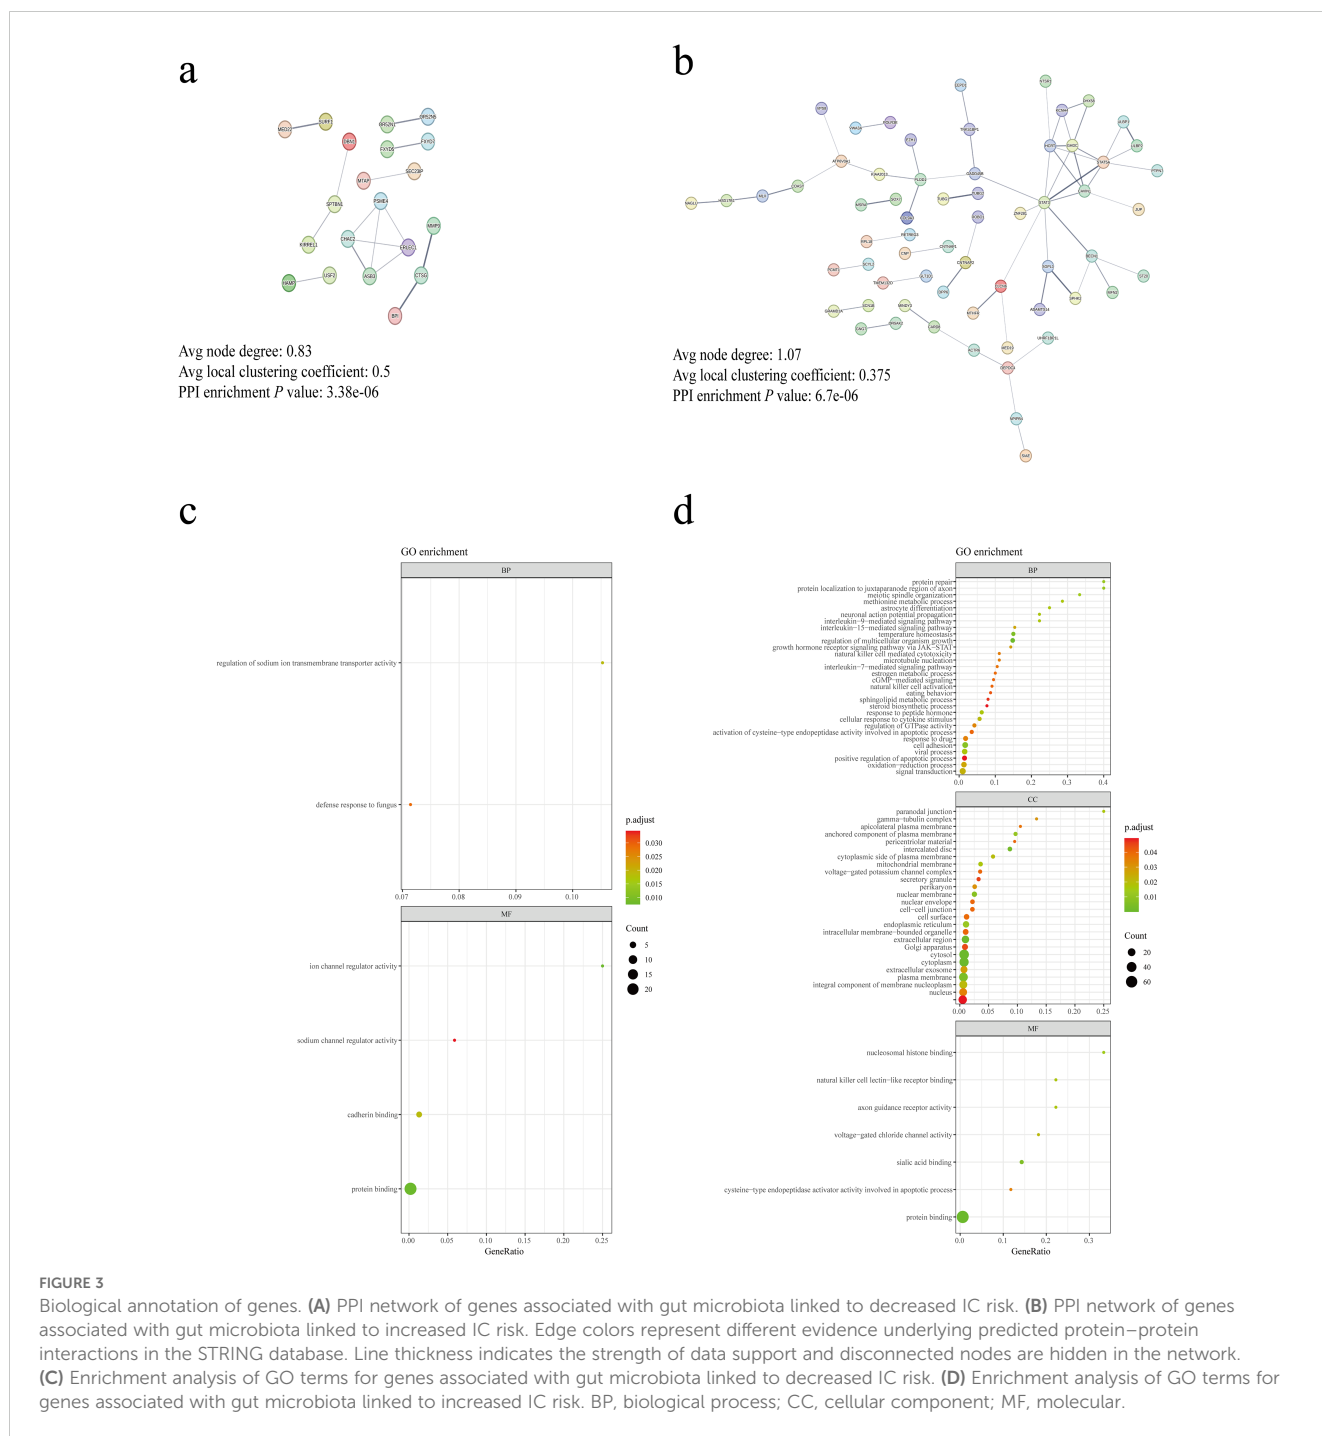 a
MED27
SURF1
OR52N1
OR52N5
FXYD5
FXYD1
MTAP
SEC23IP
SPTBN1
PSME4
KIRREL1
CHAC2
ERLEC1
MMP9
HAMP
USF2
ASB3
CTSG
BPI
Avg node degree: 0.83
Avg local clustering coefficient: 0.5
PPI enrichment P value: 3.38e-06
b
STAT3
STAT5A
JUP
SIAE
Avg node degree: 1.07
Avg local clustering coefficient: 0.375
PPI enrichment P value: 6.7e-06
c
GO enrichment
BP
regulation of sodium ion transmembrane transporter activity
defense response to fungus
0.07 0.08 0.09 0.10
MF
ion channel regulator activity
sodium channel regulator activity
cadherin binding
protein binding
0.00 0.05 0.10 0.15 0.20 0.25
GeneRatio
p.adjust
0.030
0.025
0.020
0.015
0.010
Count
5
10
15
20
d
GO enrichment
BP
protein repair
protein localization to juxtaparanode region of axon
meiotic spindle organization
methionine metabolic process
astrocyte differentiation
neuronal action potential propagation
interleukin−9−mediated signaling pathway
interleukin−15−mediated signaling pathway
temperature homeostasis
regulation of multicellular organism growth
growth hormone receptor signaling pathway via JAK−STAT
natural killer cell mediated cytotoxicity
microtubule nucleation
interleukin−7−mediated signaling pathway
estrogen metabolic process
cGMP−mediated signaling
natural killer cell activation
eating behavior
sphingolipid metabolic process
steroid biosynthetic process
response to peptide hormone
cellular response to cytokine stimulus
regulation of GTPase activity
activation of cysteine−type endopeptidase activity involved in apoptotic process
response to drug
cell adhesion
viral process
positive regulation of apoptotic process
oxidation−reduction process
signal transduction
0.0 0.1 0.2 0.3 0.4
CC
paranodal junction
gamma−tubulin complex
apicolateral plasma membrane
anchored component of plasma membrane
pericentriolar material
intercalated disc
cytoplasmic side of plasma membrane
mitochondrial membrane
voltage−gated potassium channel complex
secretory granule
perikaryon
nuclear membrane
nuclear envelope
cell−cell junction
cell surface
endoplasmic reticulum
intracellular membrane−bounded organelle
extracellular region
Golgi apparatus
cytosol
cytoplasm
extracellular exosome
plasma membrane
integral component of membrane nucleoplasm
nucleus
0.00 0.05 0.10 0.15 0.20 0.25
MF
nucleosomal histone binding
natural killer cell lectin−like receptor binding
axon guidance receptor activity
voltage−gated chloride channel activity
sialic acid binding
cysteine−type endopeptidase activator activity involved in apoptotic process
protein binding
0.0 0.1 0.2 0.3
GeneRatio
p.adjust
0.04
0.03
0.02
0.01
Count
20
40
60
FIGURE 3
Biological annotation of genes. (A) PPI network of genes associated with gut microbiota linked to decreased IC risk. (B) PPI network of genes
associated with gut microbiota linked to increased IC risk. Edge colors represent different evidence underlying predicted protein–protein
interactions in the STRING database. Line thickness indicates the strength of data support and disconnected nodes are hidden in the network.
(C) Enrichment analysis of GO terms for genes associated with gut microbiota linked to decreased IC risk. (D) Enrichment analysis of GO terms for
genes associated with gut microbiota linked to increased IC risk. BP, biological process; CC, cellular component; MF, molecular.